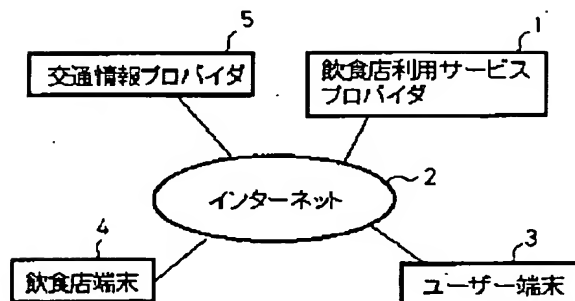 5
交通情報プロバイダ
1
飲食店利用サービス
プロバイダ
2
インターネット
4
飲食店端末
3
ユーザー端末